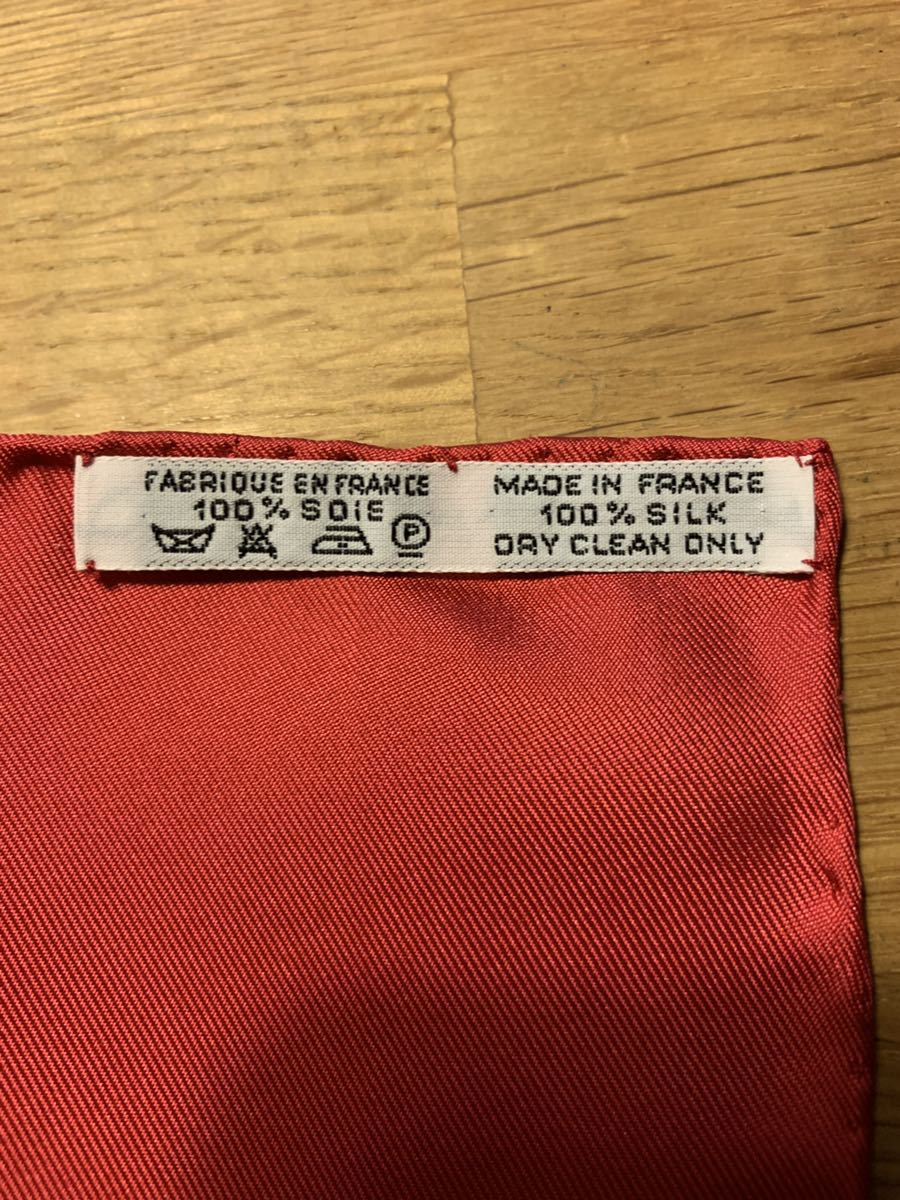 FABRIQUE EN FRANCE
100% SOIE
P
MADE IN FRANCE
100% SILK
DRY CLEAN ONLY